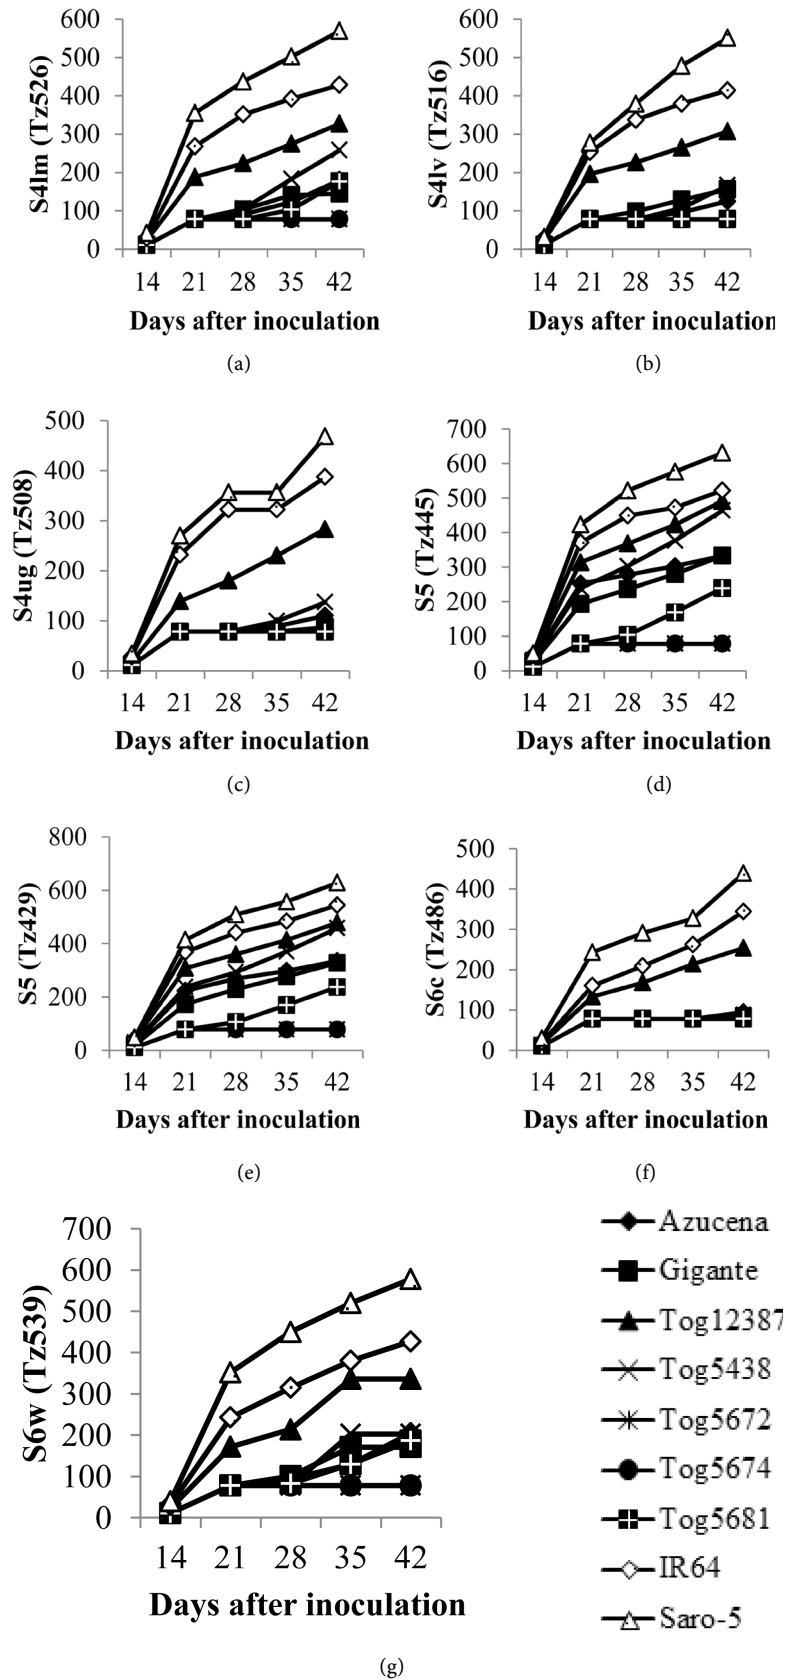 S4lm (Tz526)
600
500
400
300
200
100
0
14 21 28 35 42
Days after inoculation
(a)
S4lv (Tz516)
600
500
400
300
200
100
0
14 21 28 35 42
Days after inoculation
(b)
S4ug (Tz508)
500
400
300
200
100
0
14 21 28 35 42
Days after inoculation
(c)
S5 (Tz445)
700
600
500
400
300
200
100
0
14 21 28 35 42
Days after inoculation
(d)
S5 (Tz429)
800
600
400
200
0
14 21 28 35 42
Days after inoculation
(e)
S6c (Tz486)
500
400
300
200
100
0
14 21 28 35 42
Days after inoculation
(f)
S6w (Tz539)
700
600
500
400
300
200
100
0
14 21 28 35 42
Days after inoculation
(g)
Azucena
Gigante
Tog12387
Tog5438
Tog5672
Tog5674
Tog5681
IR64
Saro-5